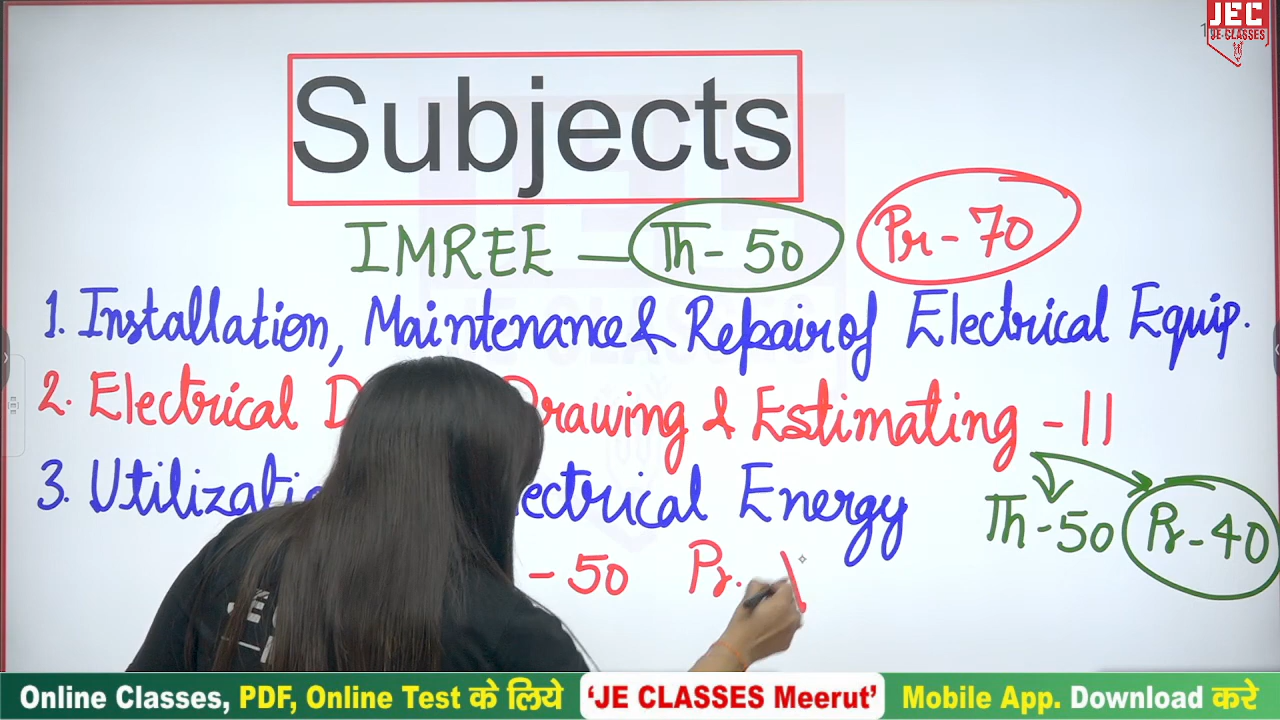 JEC
JE CLASSES
Subjects
IMREE — Th - 50 Pr - 70
1. Installation, Maintenance & Repair of Electrical Equip.
2. Electrical Drawing & Estimating - II
3. Electrical Energy
Th - 50 Pr - 40
- 50 Pr.
Online Classes, PDF, Online Test के लिये 'JE CLASSES Meerut' Mobile App. Download करे